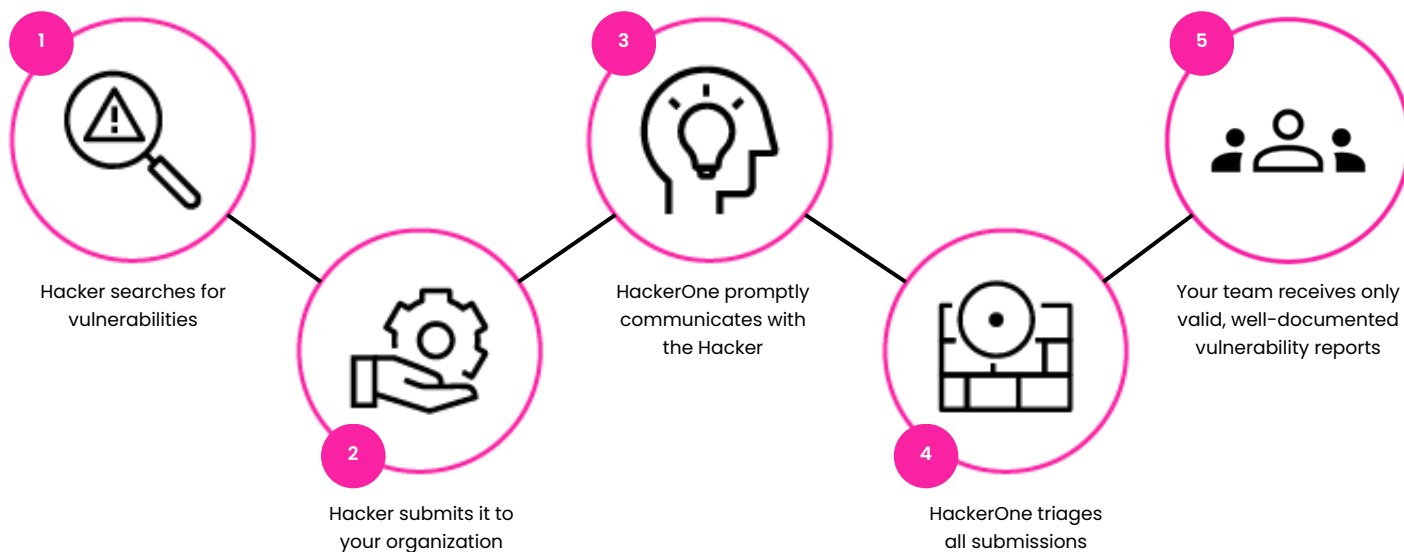 1
Hacker searches for
vulnerabilities
2
Hacker submits it to
your organization
3
HackerOne promptly
communicates with
the Hacker
4
HackerOne triages
all submissions
5
Your team receives only
valid, well-documented
vulnerability reports